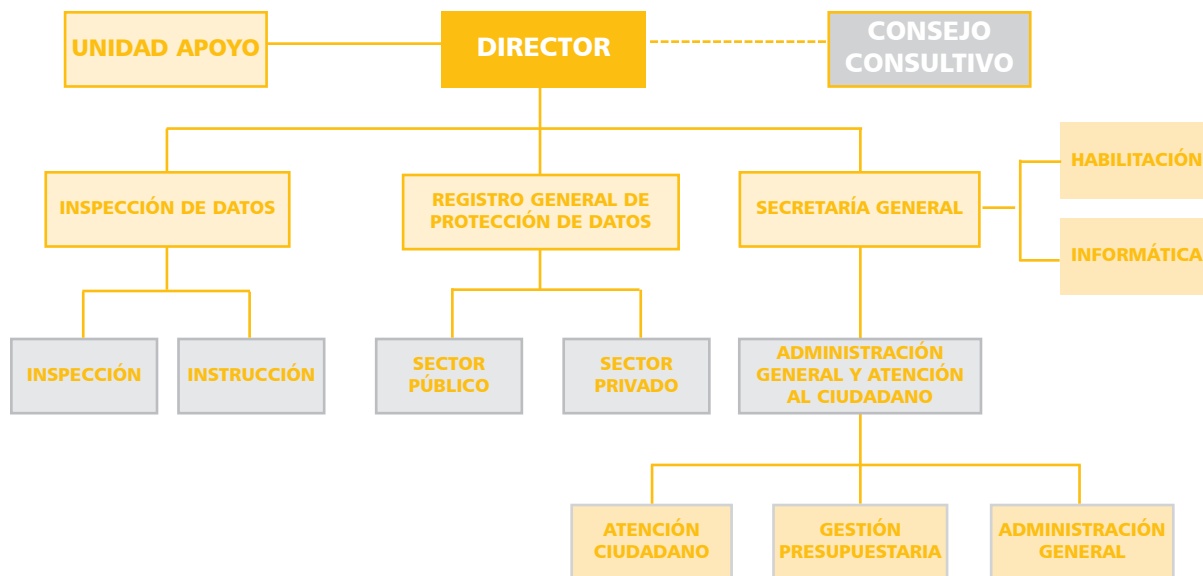 UNIDAD APOYO
DIRECTOR
CONSEJO
CONSULTIVO
INSPECCIÓN DE DATOS
REGISTRO GENERAL DE
PROTECCIÓN DE DATOS
SECRETARÍA GENERAL
HABILITACIÓN
INFORMÁTICA
INSPECCIÓN
INSTRUCCIÓN
SECTOR
PÚBLICO
SECTOR
PRIVADO
ADMINISTRACIÓN
GENERAL Y ATENCIÓN
AL CIUDADANO
ATENCIÓN
CIUDADANO
GESTIÓN
PRESUPUESTARIA
ADMINISTRACIÓN
GENERAL